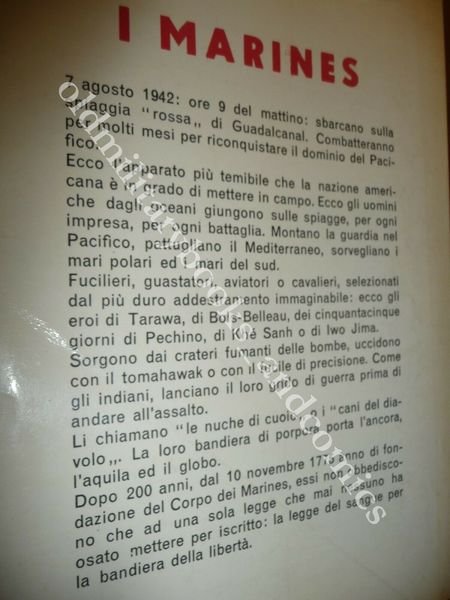 I MARINES
7 agosto 1942: ore 9 del mattino: sbarcano sulla
spiaggia "rossa„ di Guadalcanal. Combatteranno
per molti mesi per riconquistare il dominio del Paci-
fico.
Ecco l'apparato più temibile che la nazione ameri-
cana è in grado di mettere in campo. Ecco gli uomini
che dagli oceani giungono sulle spiagge, per ogni
impresa, per ogni battaglia. Montano la guardia nel
Pacifico, pattugliano il Mediterraneo, sorvegliano i
mari polari ed i mari del sud.
Fucilieri, guastatori, aviatori o cavalieri, selezionati
dal più duro addestramento immaginabile: ecco gli
eroi di Tarawa, di Bois-Belleau, dei cinquantacinque
giorni di Pechino, di Khé Sanh o di Iwo Jima.
Sorgono dai crateri fumanti delle bombe, uccidono
con il tomahawak o con il fucile di precisione. Come
gli indiani, lanciano il loro grido di guerra prima di
andare all'assalto.
Li chiamano "le nuche di cuoio„ o i "cani del dia-
volo„. La loro bandiera di porpora porta l'ancora,
l'aquila ed il globo.
Dopo 200 anni, dal 10 novembre 1775 anno di fon-
dazione del Corpo dei Marines, essi non obbedisco-
no che ad una sola legge che mai nessuno ha
osato mettere per iscritto: la legge del sangue per
la bandiera della libertà.
oldmilitarybooks_andcomics